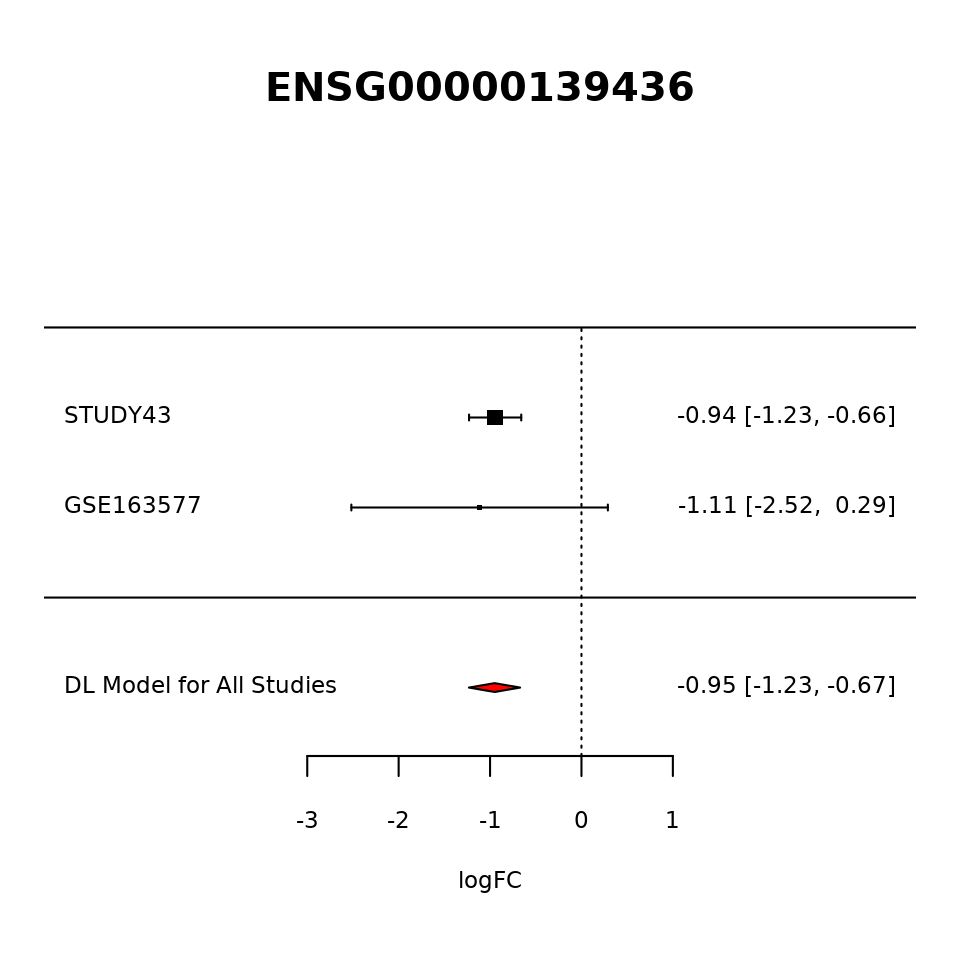 ENSG00000139436
STUDY43 -0.94 [-1.23, -0.66]
GSE163577 -1.11 [-2.52,  0.29]
DL Model for All Studies -0.95 [-1.23, -0.67]
-3 -2 -1 0 1
logFC